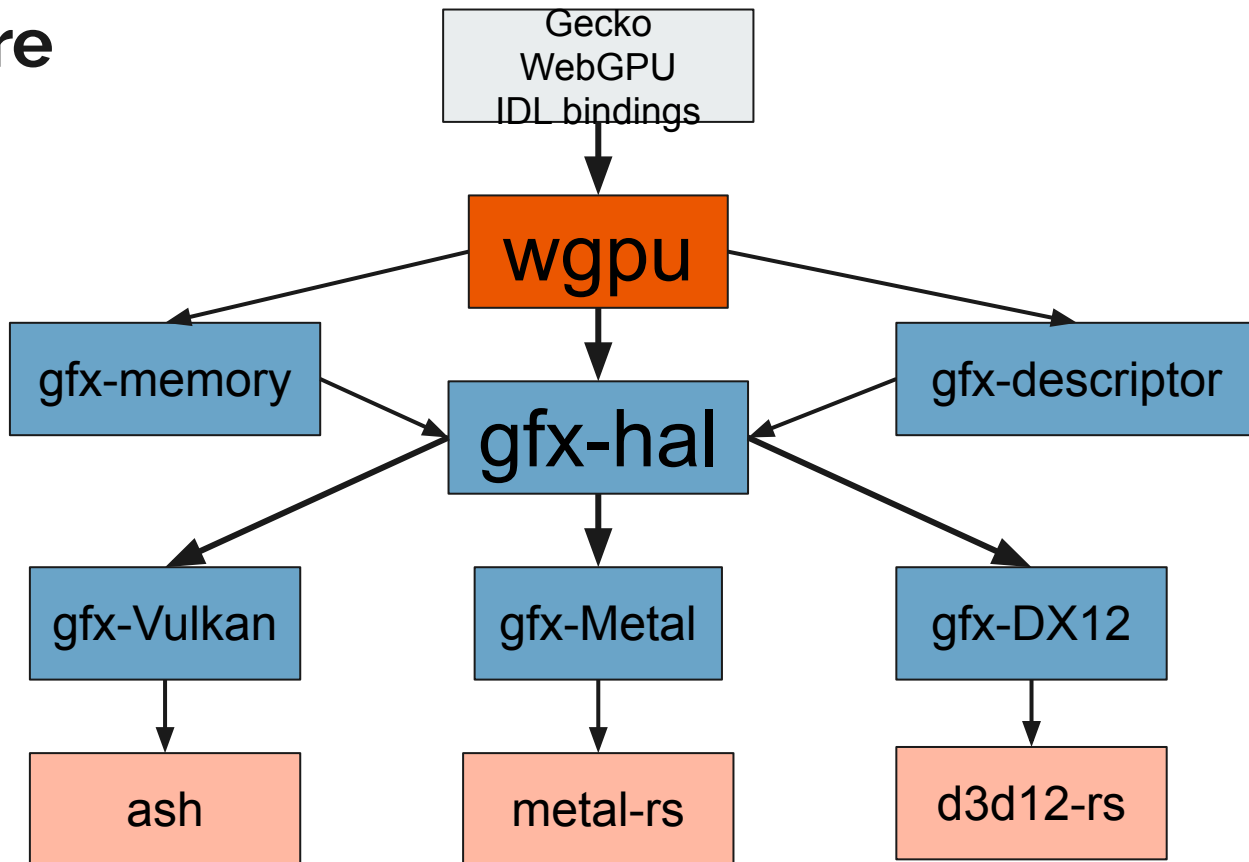 re
Gecko
WebGPU
IDL bindings
wgpu
gfx-memory
gfx-descriptor
gfx-hal
gfx-Vulkan
gfx-Metal
gfx-DX12
ash
metal-rs
d3d12-rs